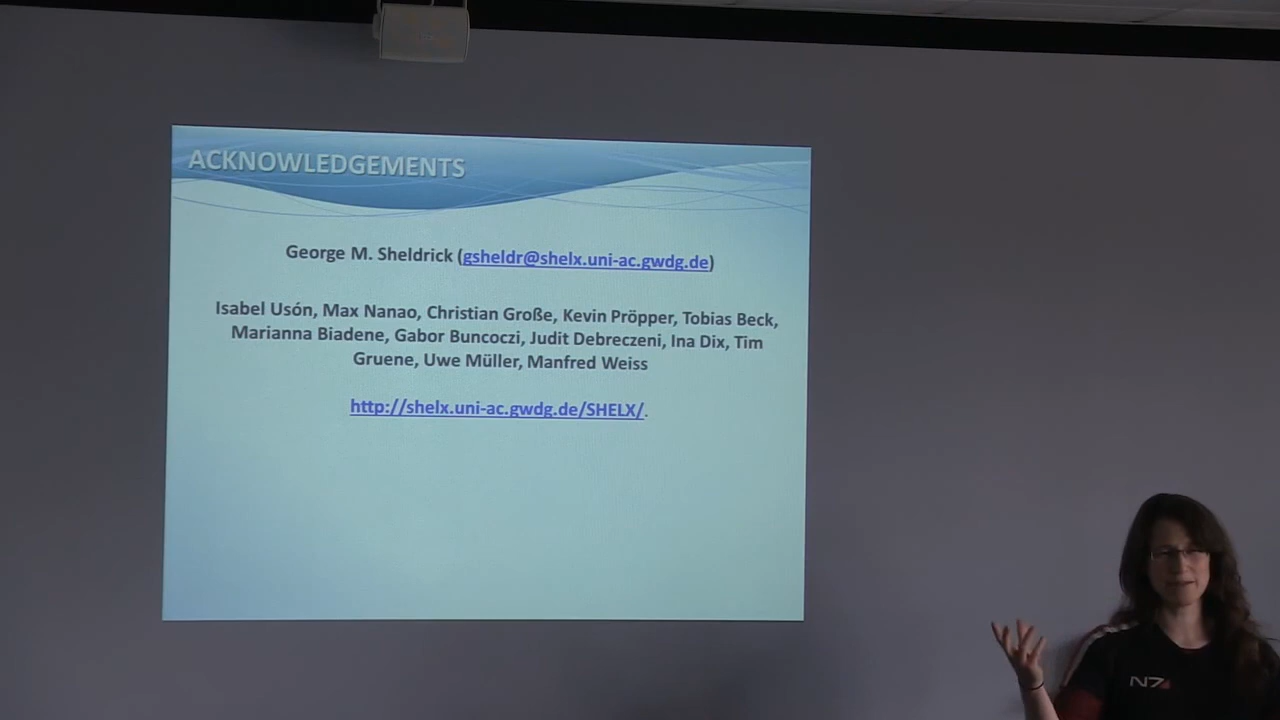 ACKNOWLEDGEMENTS
George M. Sheldrick (gsheldr@shelx.uni-ac.gwdg.de)
Isabel Usón, Max Nanao, Christian Große, Kevin Pröpper, Tobias Beck,
Marianna Biadene, Gabor Buncoczi, Judit Debreczeni, Ina Dix, Tim
Gruene, Uwe Müller, Manfred Weiss
http://shelx.uni-ac.gwdg.de/SHELX/.
N7